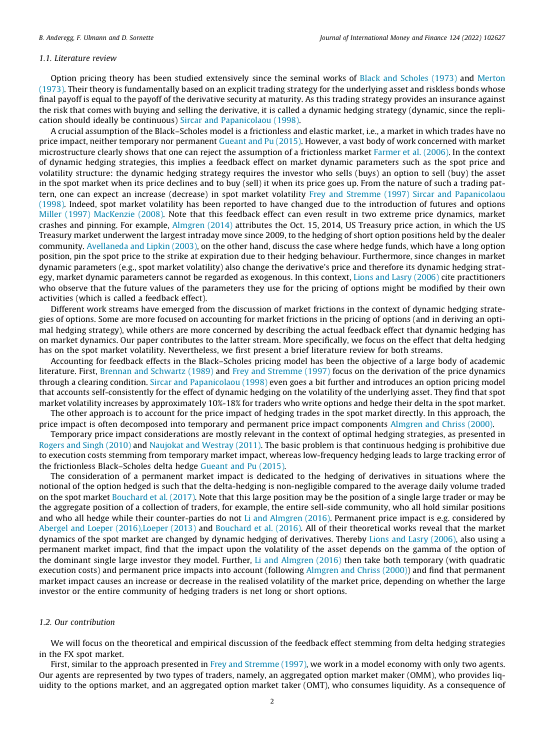 B. Anderegg, F. Ulmann and D. Sornette
Journal of International Money and Finance 124 (2022) 102627
1.1. Literature review
Option pricing theory has been studied extensively since the seminal works of Black and Scholes (1973) and Merton
(1973). Their theory is fundamentally based on an explicit trading strategy for the underlying asset and riskless bonds whose
final payoff is equal to the payoff of the derivative security at maturity. As this trading strategy provides an insurance against
the risk that comes with buying and selling the derivative, it is called a dynamic hedging strategy (dynamic, since the repli-
cation should ideally be continuous) Sircar and Papanicolaou (1998).
A crucial assumption of the Black–Scholes model is a frictionless and elastic market, i.e., a market in which trades have no
price impact, neither temporary nor permanent Gueant and Pu (2015). However, a vast body of work concerned with market
microstructure clearly shows that one can reject the assumption of a frictionless market Farmer et al. (2006). In the context
of dynamic hedging strategies, this implies a feedback effect on market dynamic parameters such as the spot price and
volatility structure: the dynamic hedging strategy requires the investor who sells (buys) an option to sell (buy) the asset
in the spot market when its price declines and to buy (sell) it when its price goes up. From the nature of such a trading pat-
tern, one can expect an increase (decrease) in spot market volatility Frey and Stremme (1997) Sircar and Papanicolaou
(1998). Indeed, spot market volatility has been reported to have changed due to the introduction of futures and options
Miller (1997) MacKenzie (2008). Note that this feedback effect can even result in two extreme price dynamics, market
crashes and pinning. For example, Almgren (2014) attributes the Oct. 15, 2014, US Treasury price action, in which the US
Treasury market underwent the largest intraday move since 2009, to the hedging of short option positions held by the dealer
community. Avellaneda and Lipkin (2003), on the other hand, discuss the case where hedge funds, which have a long option
position, pin the spot price to the strike at expiration due to their hedging behaviour. Furthermore, since changes in market
dynamic parameters (e.g., spot market volatility) also change the derivative's price and therefore its dynamic hedging strat-
egy, market dynamic parameters cannot be regarded as exogenous. In this context, Lions and Lasry (2006) cite practitioners
who observe that the future values of the parameters they use for the pricing of options might be modified by their own
activities (which is called a feedback effect).
Different work streams have emerged from the discussion of market frictions in the context of dynamic hedging strate-
gies of options. Some are more focused on accounting for market frictions in the pricing of options (and in deriving an opti-
mal hedging strategy), while others are more concerned by describing the actual feedback effect that dynamic hedging has
on market dynamics. Our paper contributes to the latter stream. More specifically, we focus on the effect that delta hedging
has on the spot market volatility. Nevertheless, we first present a brief literature review for both streams.
Accounting for feedback effects in the Black–Scholes pricing model has been the objective of a large body of academic
literature. First, Brennan and Schwartz (1989) and Frey and Stremme (1997) focus on the derivation of the price dynamics
through a clearing condition. Sircar and Papanicolaou (1998) even goes a bit further and introduces an option pricing model
that accounts self-consistently for the effect of dynamic hedging on the volatility of the underlying asset. They find that spot
market volatility increases by approximately 10%-18% for traders who write options and hedge their delta in the spot market.
The other approach is to account for the price impact of hedging trades in the spot market directly. In this approach, the
price impact is often decomposed into temporary and permanent price impact components Almgren and Chriss (2000).
Temporary price impact considerations are mostly relevant in the context of optimal hedging strategies, as presented in
Rogers and Singh (2010) and Naujokat and Westray (2011). The basic problem is that continuous hedging is prohibitive due
to execution costs stemming from temporary market impact, whereas low-frequency hedging leads to large tracking error of
the frictionless Black–Scholes delta hedge Gueant and Pu (2015).
The consideration of a permanent market impact is dedicated to the hedging of derivatives in situations where the
notional of the option hedged is such that the delta-hedging is non-negligible compared to the average daily volume traded
on the spot market Bouchard et al. (2017). Note that this large position may be the position of a single large trader or may be
the aggregate position of a collection of traders, for example, the entire sell-side community, who all hold similar positions
and who all hedge while their counter-parties do not Li and Almgren (2016). Permanent price impact is e.g. considered by
Abergel and Loeper (2016),Loeper (2013) and Bouchard et al. (2016). All of their theoretical works reveal that the market
dynamics of the spot market are changed by dynamic hedging of derivatives. Thereby Lions and Lasry (2006), also using a
permanent market impact, find that the impact upon the volatility of the asset depends on the gamma of the option of
the dominant single large investor they model. Further, Li and Almgren (2016) then take both temporary (with quadratic
execution costs) and permanent price impacts into account (following Almgren and Chriss (2000)) and find that permanent
market impact causes an increase or decrease in the realised volatility of the market price, depending on whether the large
investor or the entire community of hedging traders is net long or short options.
1.2. Our contribution
We will focus on the theoretical and empirical discussion of the feedback effect stemming from delta hedging strategies
in the FX spot market.
First, similar to the approach presented in Frey and Stremme (1997), we work in a model economy with only two agents.
Our agents are represented by two types of traders, namely, an aggregated option market maker (OMM), who provides liq-
uidity to the options market, and an aggregated option market taker (OMT), who consumes liquidity. As a consequence of
2